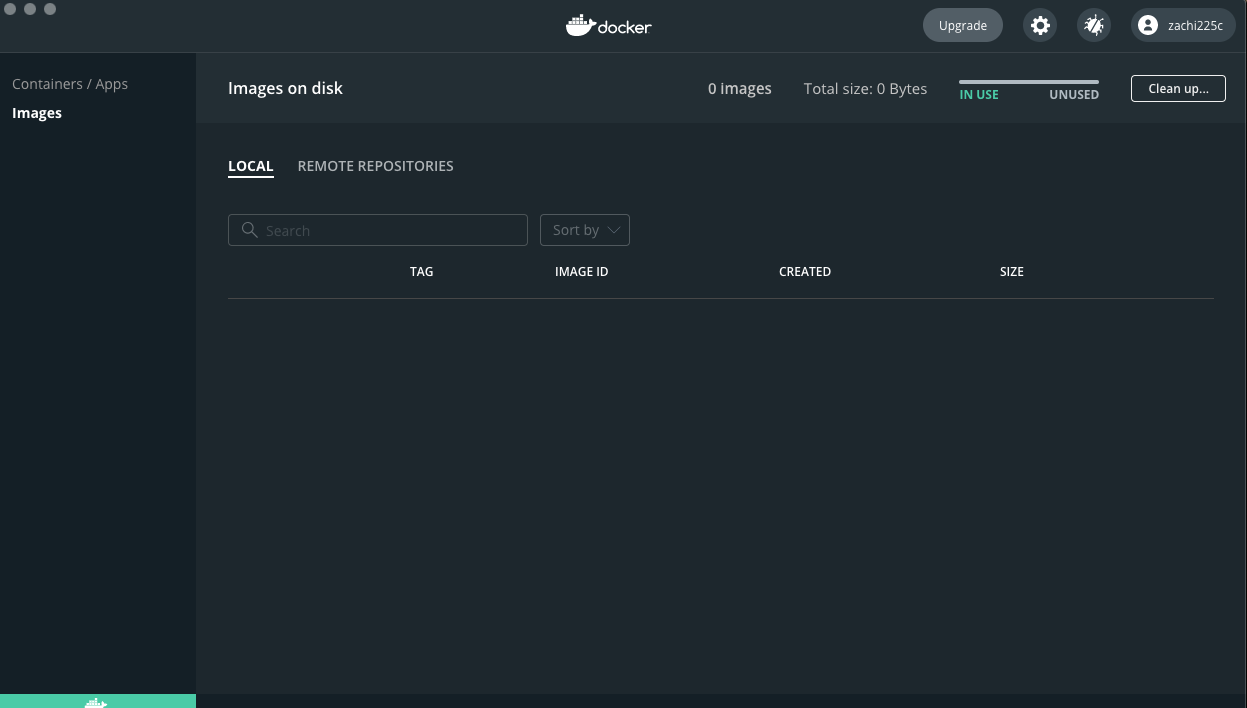 docker
Upgrade
zachi225c
Containers / Apps
Images
Images on disk
0 images
Total size: 0 Bytes
IN USE
UNUSED
Clean up...
LOCAL
REMOTE REPOSITORIES
Search
Sort by
TAG
IMAGE ID
CREATED
SIZE